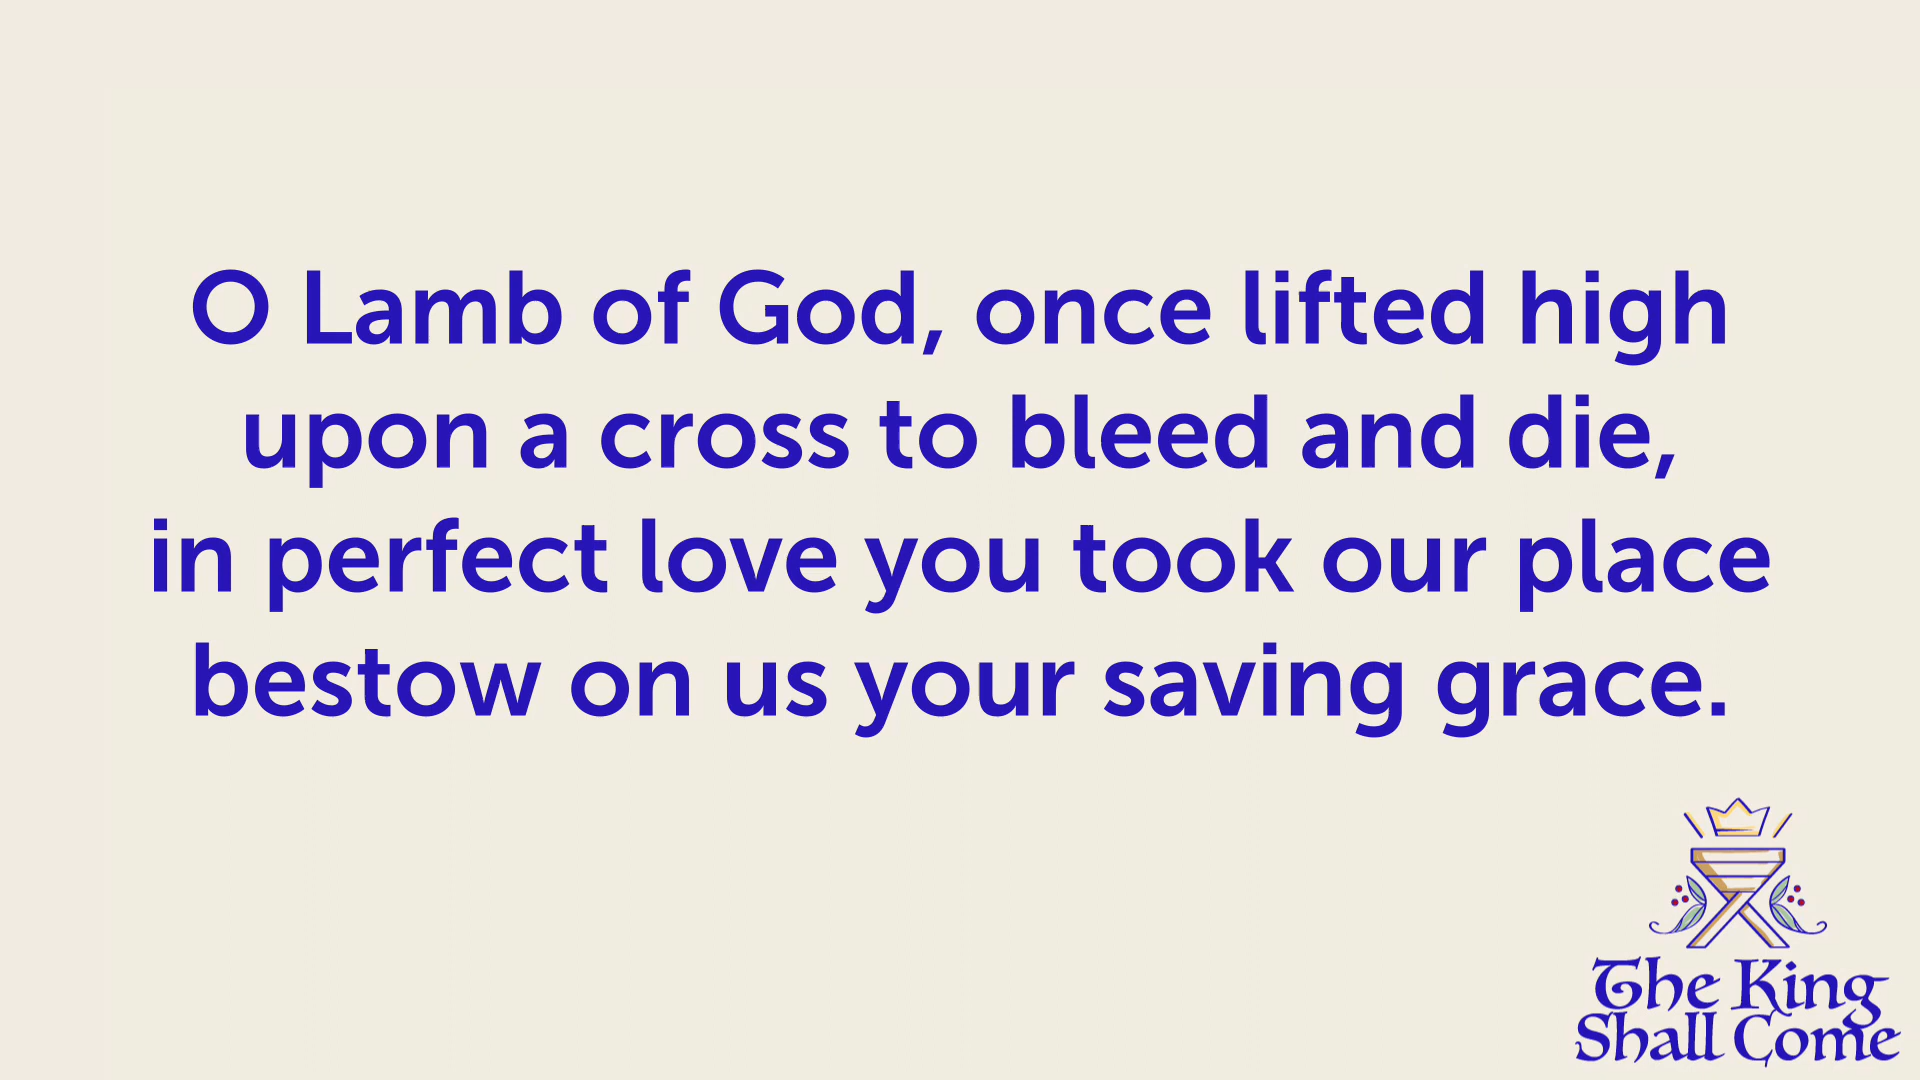 O Lamb of God, once lifted high
upon a cross to bleed and die,
in perfect love you took our place
bestow on us your saving grace.
The King
Shall Come